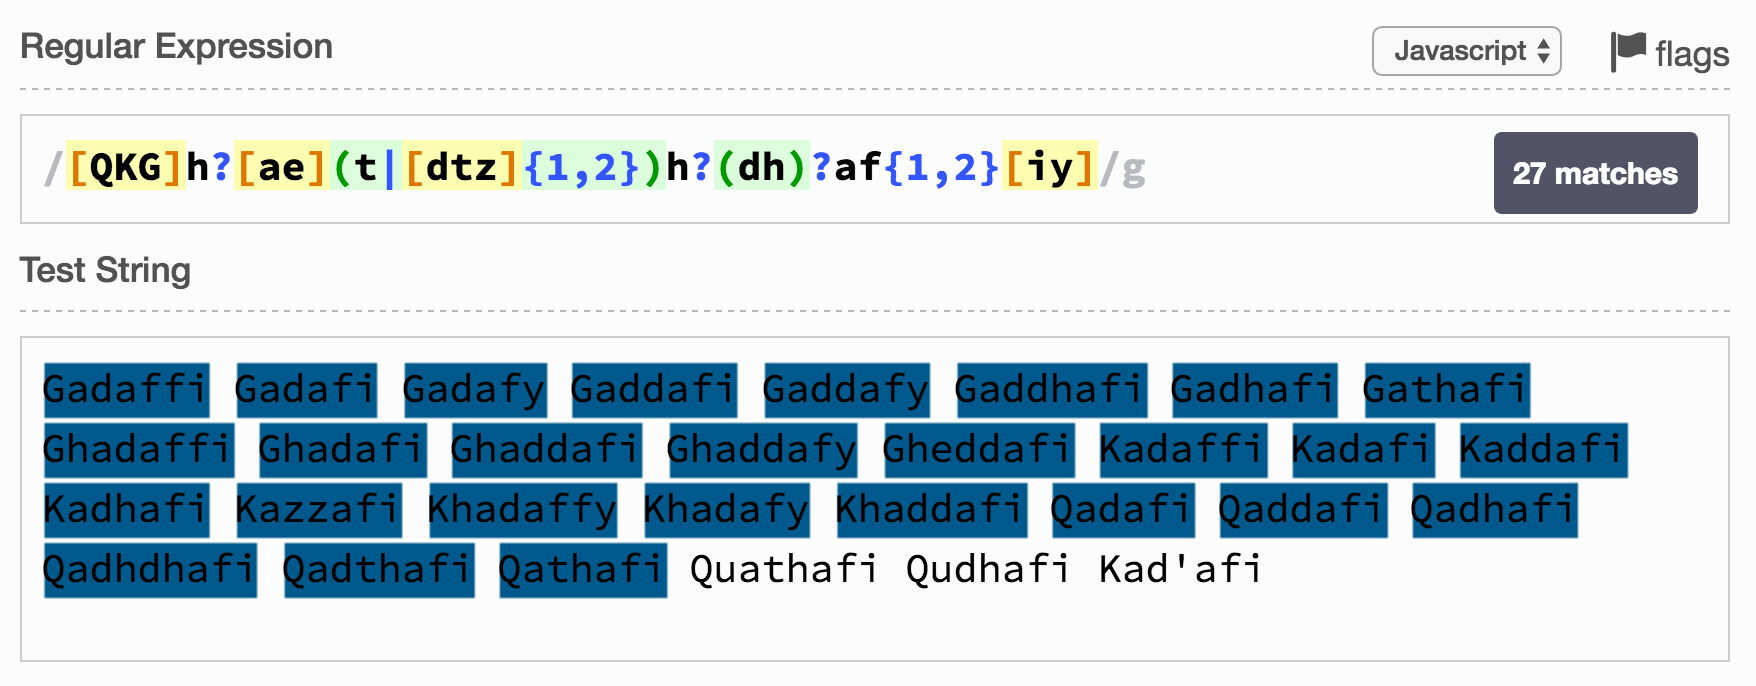 Regular Expression
Javascript flags
/[QKG]h?[ae](t|[dtz]{1,2})h?(dh)?af{1,2}[iy]/g
27 matches
Test String
Gadaffi Gadafi Gadafy Gaddafi Gaddafy Gaddhafi Gadhafi Gathafi
Ghadaffi Ghadafi Ghaddafi Ghaddafy Gheddafi Kadaffi Kadafi Kaddafi
Kadhafi Kazzafi Khadaffy Khadafy Khaddafi Qadafi Qaddafi Qadhafi
Qadhdhafi Qadthafi Qathafi Quathafi Qudhafi Kad'afi